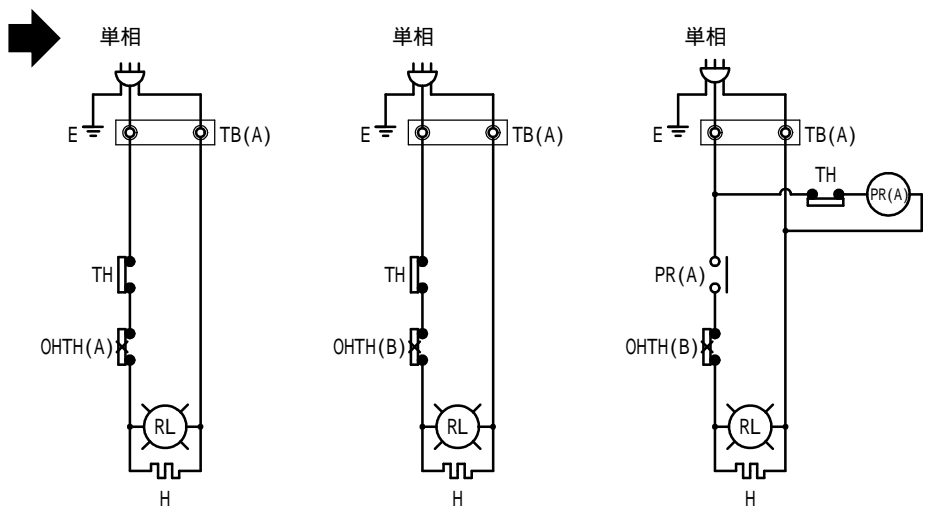 単相
E
TB(A)
TH
OHTH(A)
RL
H
単相
E
TB(A)
TH
OHTH(B)
RL
H
単相
E
TB(A)
TH
PR(A)
PR(A)
OHTH(B)
RL
H